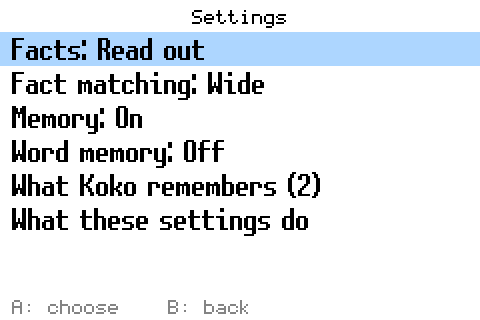 Settings
Facts: Read out
Fact matching: Wide
Memory: On
Word memory: Off
What Koko remembers (2)
What these settings do
A: choose    B: back